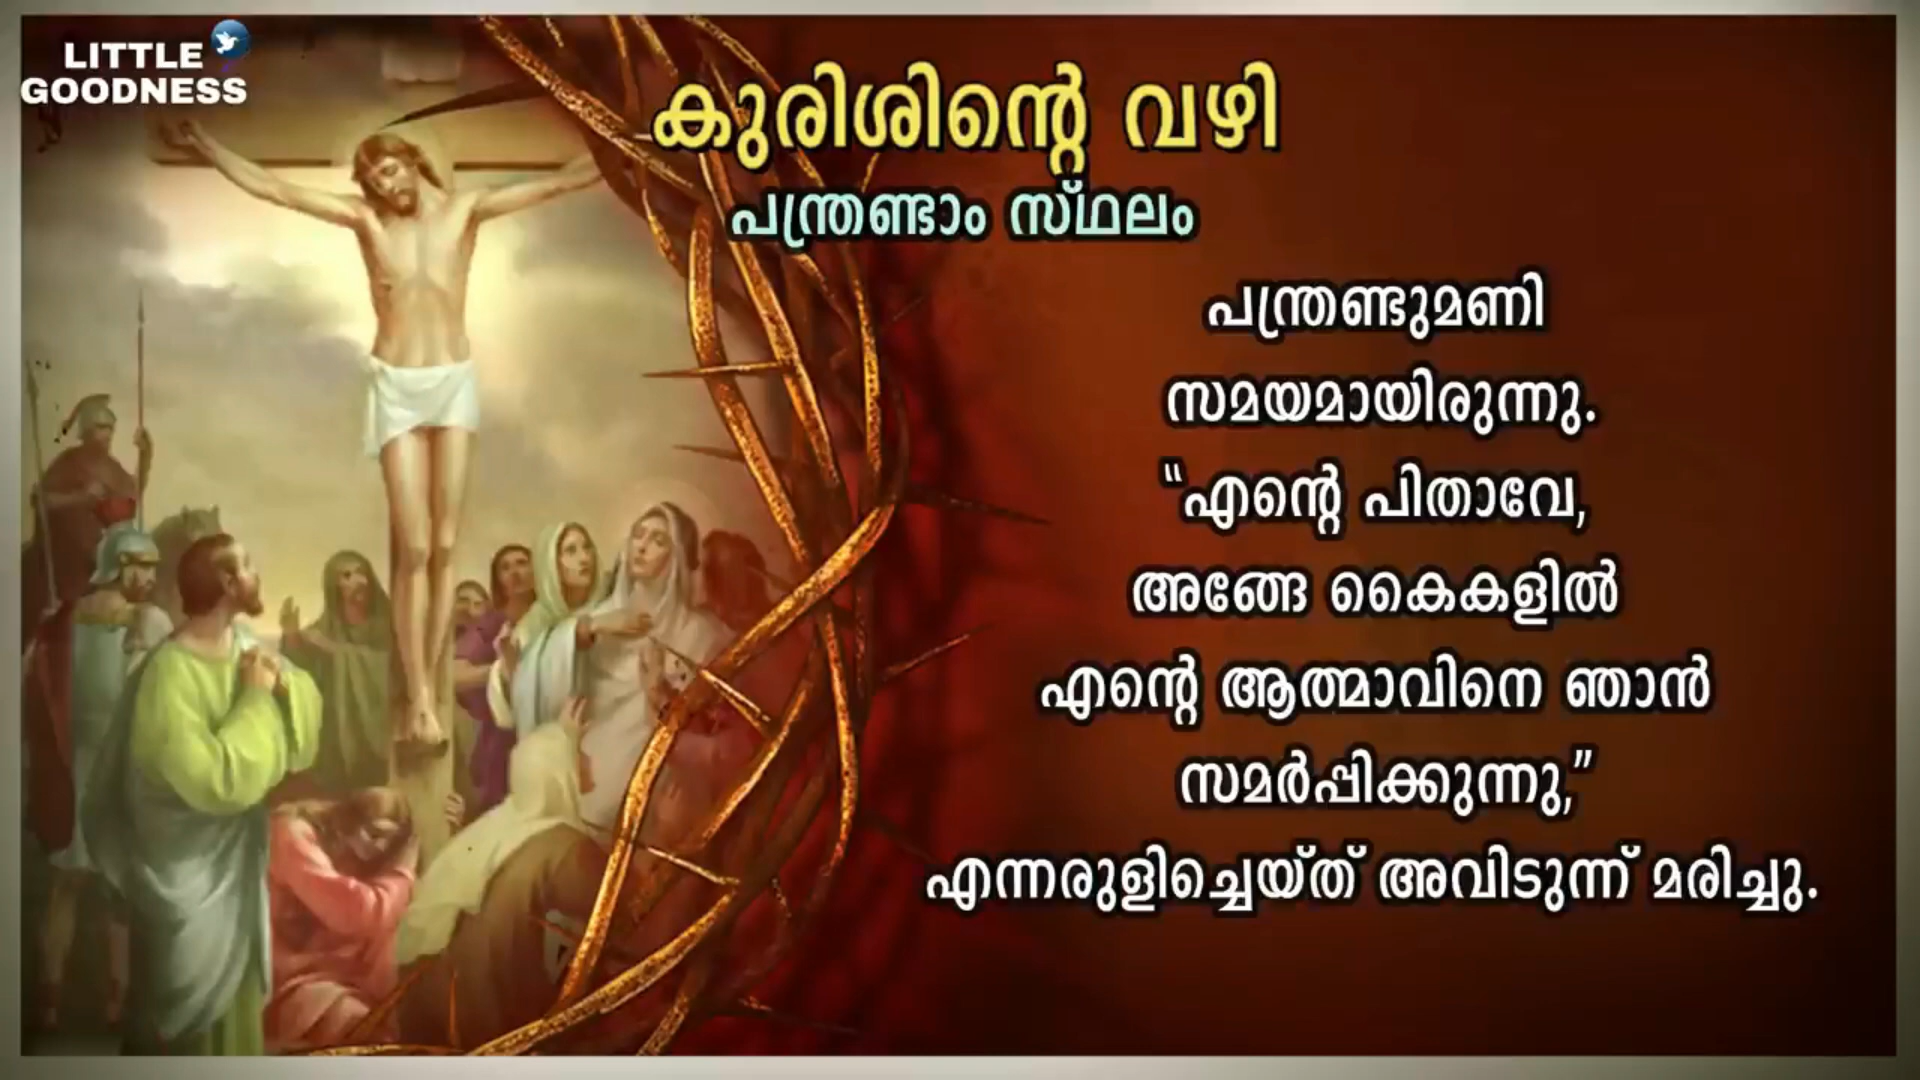 LITTLE
GOODNESS
കുരിശിന്റെ വഴി
പന്ത്രണ്ടാം സ്ഥലം
പന്ത്രണ്ടുമണി
സമയമായിരുന്നു.
“എന്റെ പിതാവേ,
അങ്ങേ കൈകളിൽ
എന്റെ ആത്മാവിനെ ഞാൻ
സമർപ്പിക്കുന്നു,”
എന്നരുളിച്ചെയ്ത് അവിടുന്ന് മരിച്ചു.